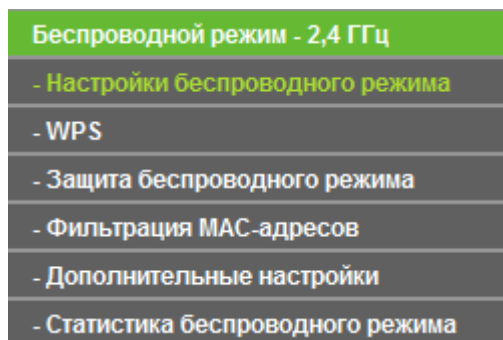 Беспроводной режим - 2,4 ГГц
- Настройки беспроводного режима
- WPS
- Защита беспроводного режима
- Фильтрация MAC-адресов
- Дополнительные настройки
- Статистика беспроводного режима